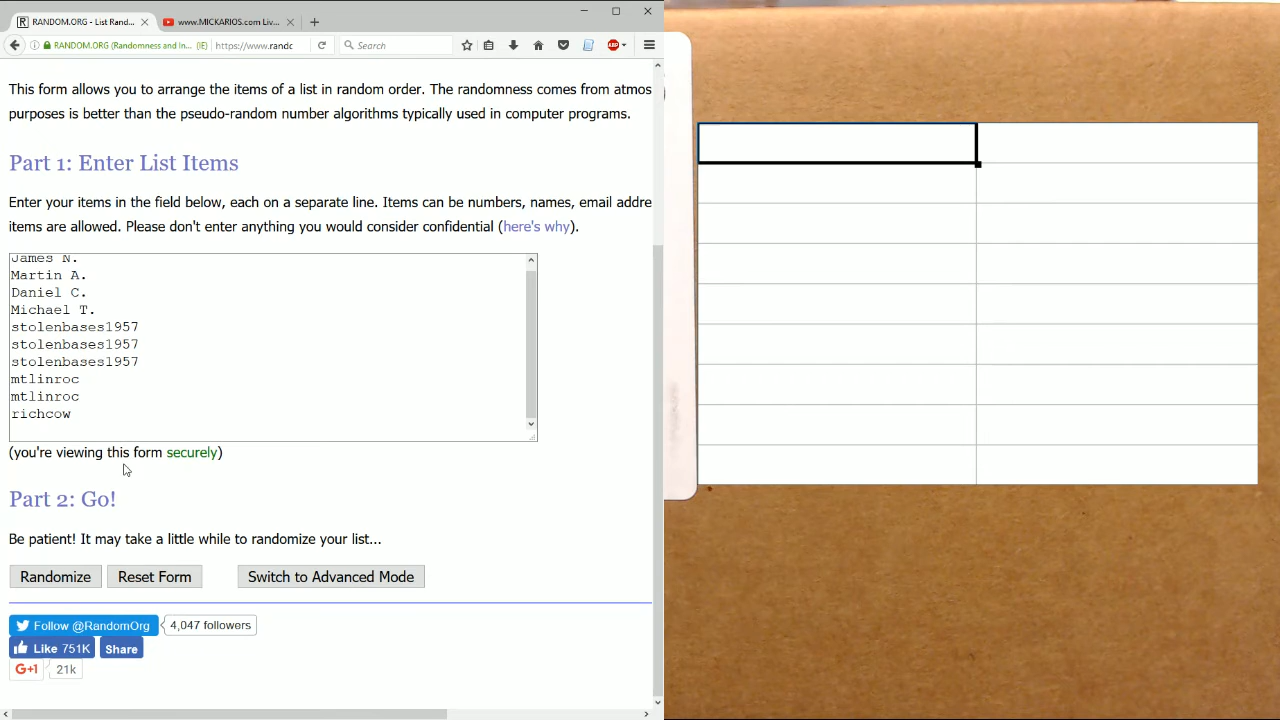 RANDOM.ORG - List Rand...
www.MICKARIOS.com Liv...
RANDOM.ORG (Randomness and In... (IE)
https://www.randc
Search
ABP
This form allows you to arrange the items of a list in random order. The randomness comes from atmos
purposes is better than the pseudo-random number algorithms typically used in computer programs.
Part 1: Enter List Items
Enter your items in the field below, each on a separate line. Items can be numbers, names, email addre
items are allowed. Please don't enter anything you would consider confidential (here's why).
James N.
Martin A.
Daniel C.
Michael T.
stolenbases1957
stolenbases1957
stolenbases1957
mtlinroc
mtlinroc
richcow
(you're viewing this form securely)
Part 2: Go!
Be patient! It may take a little while to randomize your list...
Randomize
Reset Form
Switch to Advanced Mode
Follow @RandomOrg
4,047 followers
Like 751K
Share
G+1
21k